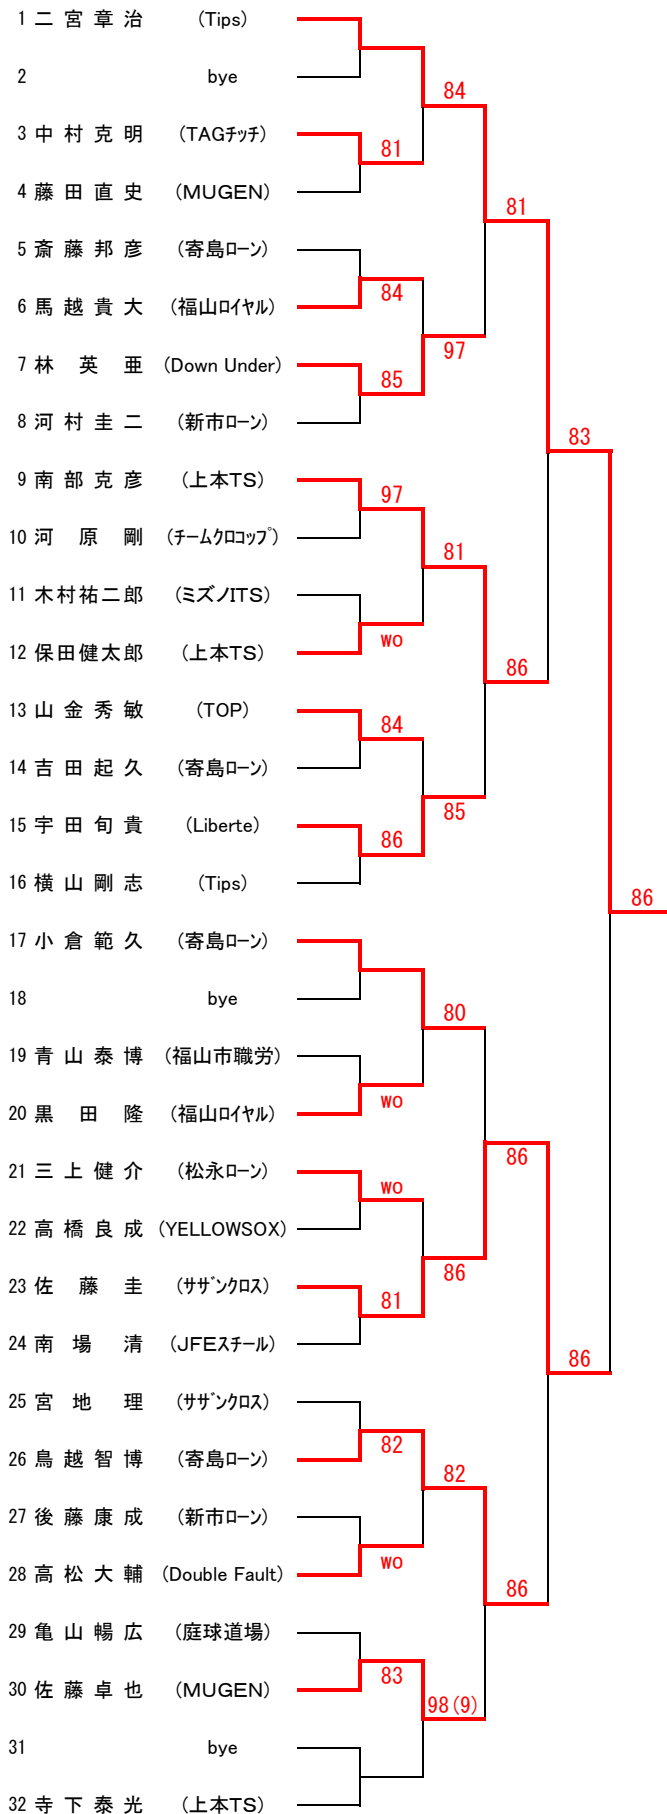 1 二宮章治 (Tips)
2 bye
84
3 中村克明 (TAGチッチ)
81
4 藤田直史 (MUGEN)
81
5 斎藤邦彦 (寄島ローン)
84
6 馬越貴大 (福山ロイヤル)
97
7 林英亜 (Down Under)
85
8 河村圭二 (新市ローン)
83
9 南部克彦 (上本TS)
97
10 河原剛 (チームクロコップ)
81
11 木村祐二郎 (ミズノITS)
wo
12 保田健太郎 (上本TS)
86
13 山金秀敏 (TOP)
84
14 吉田起久 (寄島ローン)
85
15 宇田旬貴 (Liberte)
86
16 横山剛志 (Tips)
86
17 小倉範久 (寄島ローン)
18 bye
80
19 青山泰博 (福山市職労)
wo
20 黒田隆 (福山ロイヤル)
86
21 三上健介 (松永ローン)
wo
22 高橋良成 (YELLOWSOX)
86
23 佐藤圭 (サザンクロス)
81
24 南場清 (JFEスチール)
86
25 宮地理 (サザンクロス)
82
26 鳥越智博 (寄島ローン)
82
27 後藤康成 (新市ローン)
wo
28 高松大輔 (Double Fault)
86
29 亀山暢広 (庭球道場)
83
30 佐藤卓也 (MUGEN)
98(9)
31 bye
32 寺下泰光 (上本TS)